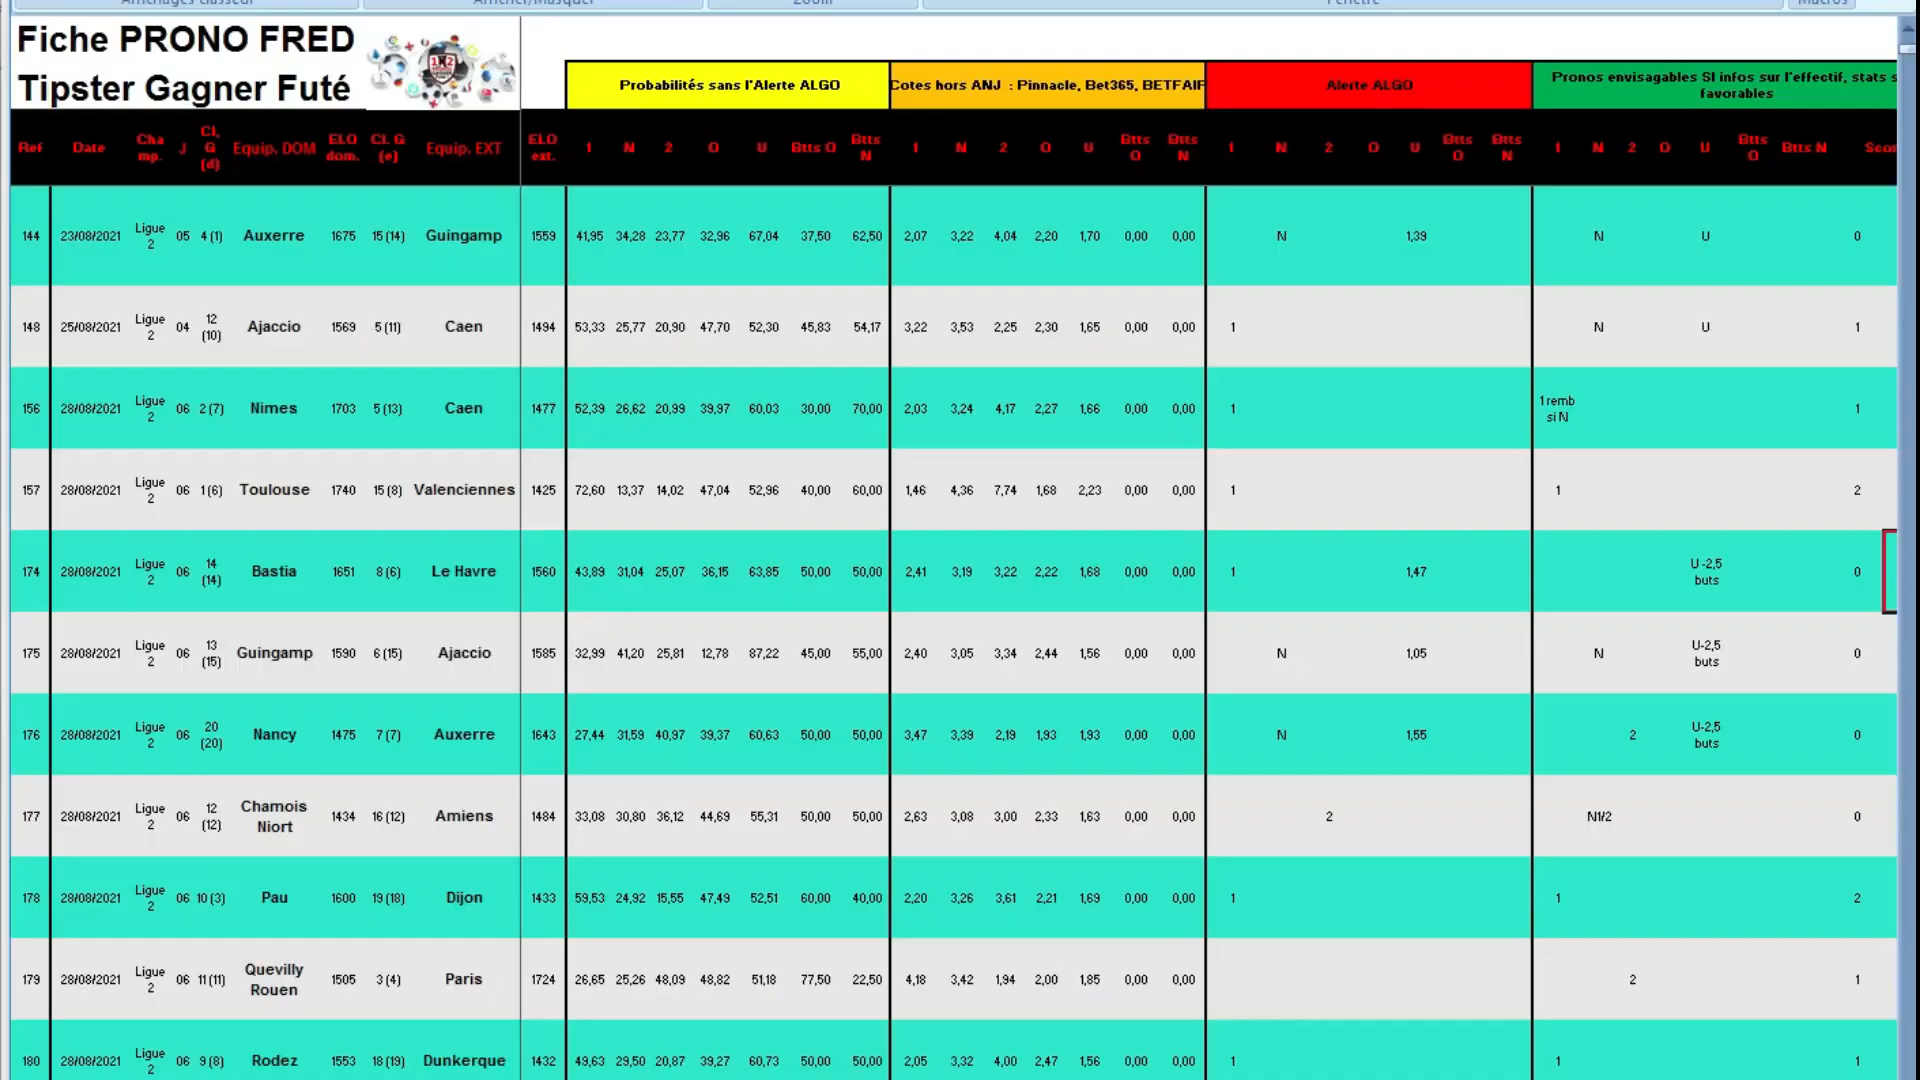 Affichages classeur Afficher/Masquer Zoom Fenêtre Macros
Fiche PRONO FRED
Tipster Gagner Futé
Probabilités sans l'Alerte ALGO
Cotes hors ANJ : Pinnacle, Bet365, BETFAIR
Alerte ALGO
Pronos envisagables SI infos sur l'effectif, stats s
favorables
Ref Date Cha mp. J Cl. G (d) Equip. DOM ELO dom. Cl. G (e) Equip. EXT ELO ext. 1 N 2 O U Btts O Btts N 1 N 2 O U Btts O Btts N 1 N 2 O U Btts O Btts N 1 N 2 O U Btts O Btts N Scor
144 23/08/2021 Ligue 2 05 4 (1) Auxerre 1675 15 (14) Guingamp 1559 41,95 34,28 23,77 32,96 67,04 37,50 62,50 2,07 3,22 4,04 2,20 1,70 0,00 0,00 N 1,39 N U 0
148 25/08/2021 Ligue 2 04 12 (10) Ajaccio 1569 5 (11) Caen 1494 53,33 25,77 20,90 47,70 52,30 45,83 54,17 3,22 3,53 2,25 2,30 1,65 0,00 0,00 1 N U 1
156 28/08/2021 Ligue 2 06 2 (7) Nimes 1703 5 (13) Caen 1477 52,39 26,62 20,99 39,97 60,03 30,00 70,00 2,03 3,24 4,17 2,27 1,66 0,00 0,00 1 1 remb si N 1
157 28/08/2021 Ligue 2 06 1 (6) Toulouse 1740 15 (8) Valenciennes 1425 72,60 13,37 14,02 47,04 52,96 40,00 60,00 1,46 4,36 7,74 1,68 2,23 0,00 0,00 1 1 2
174 28/08/2021 Ligue 2 06 14 (14) Bastia 1651 8 (6) Le Havre 1560 43,89 31,04 25,07 36,15 63,85 50,00 50,00 2,41 3,19 3,22 2,22 1,68 0,00 0,00 1 1,47 U -2,5 buts 0
175 28/08/2021 Ligue 2 06 13 (15) Guingamp 1590 6 (15) Ajaccio 1585 32,99 41,20 25,81 12,78 87,22 45,00 55,00 2,40 3,05 3,34 2,44 1,56 0,00 0,00 N 1,05 N U-2,5 buts 0
176 28/08/2021 Ligue 2 06 20 (20) Nancy 1475 7 (7) Auxerre 1643 27,44 31,59 40,97 39,37 60,63 50,00 50,00 3,47 3,39 2,19 1,93 1,93 0,00 0,00 N 1,55 2 U-2,5 buts 0
177 28/08/2021 Ligue 2 06 12 (12) Chamois Niort 1434 16 (12) Amiens 1484 33,08 30,80 36,12 44,69 55,31 50,00 50,00 2,63 3,08 3,00 2,33 1,63 0,00 0,00 2 N1/2 0
178 28/08/2021 Ligue 2 06 10 (3) Pau 1600 19 (18) Dijon 1433 59,53 24,92 15,55 47,49 52,51 60,00 40,00 2,20 3,26 3,61 2,21 1,69 0,00 0,00 1 1 2
179 28/08/2021 Ligue 2 06 11 (11) Quevilly Rouen 1505 3 (4) Paris 1724 26,65 25,26 48,09 48,82 51,18 77,50 22,50 4,18 3,42 1,94 2,00 1,85 0,00 0,00 2 1
180 28/08/2021 Ligue 2 06 9 (8) Rodez 1553 18 (19) Dunkerque 1432 49,63 29,50 20,87 39,27 60,73 50,00 50,00 2,05 3,32 4,00 2,47 1,56 0,00 0,00 1 1 1